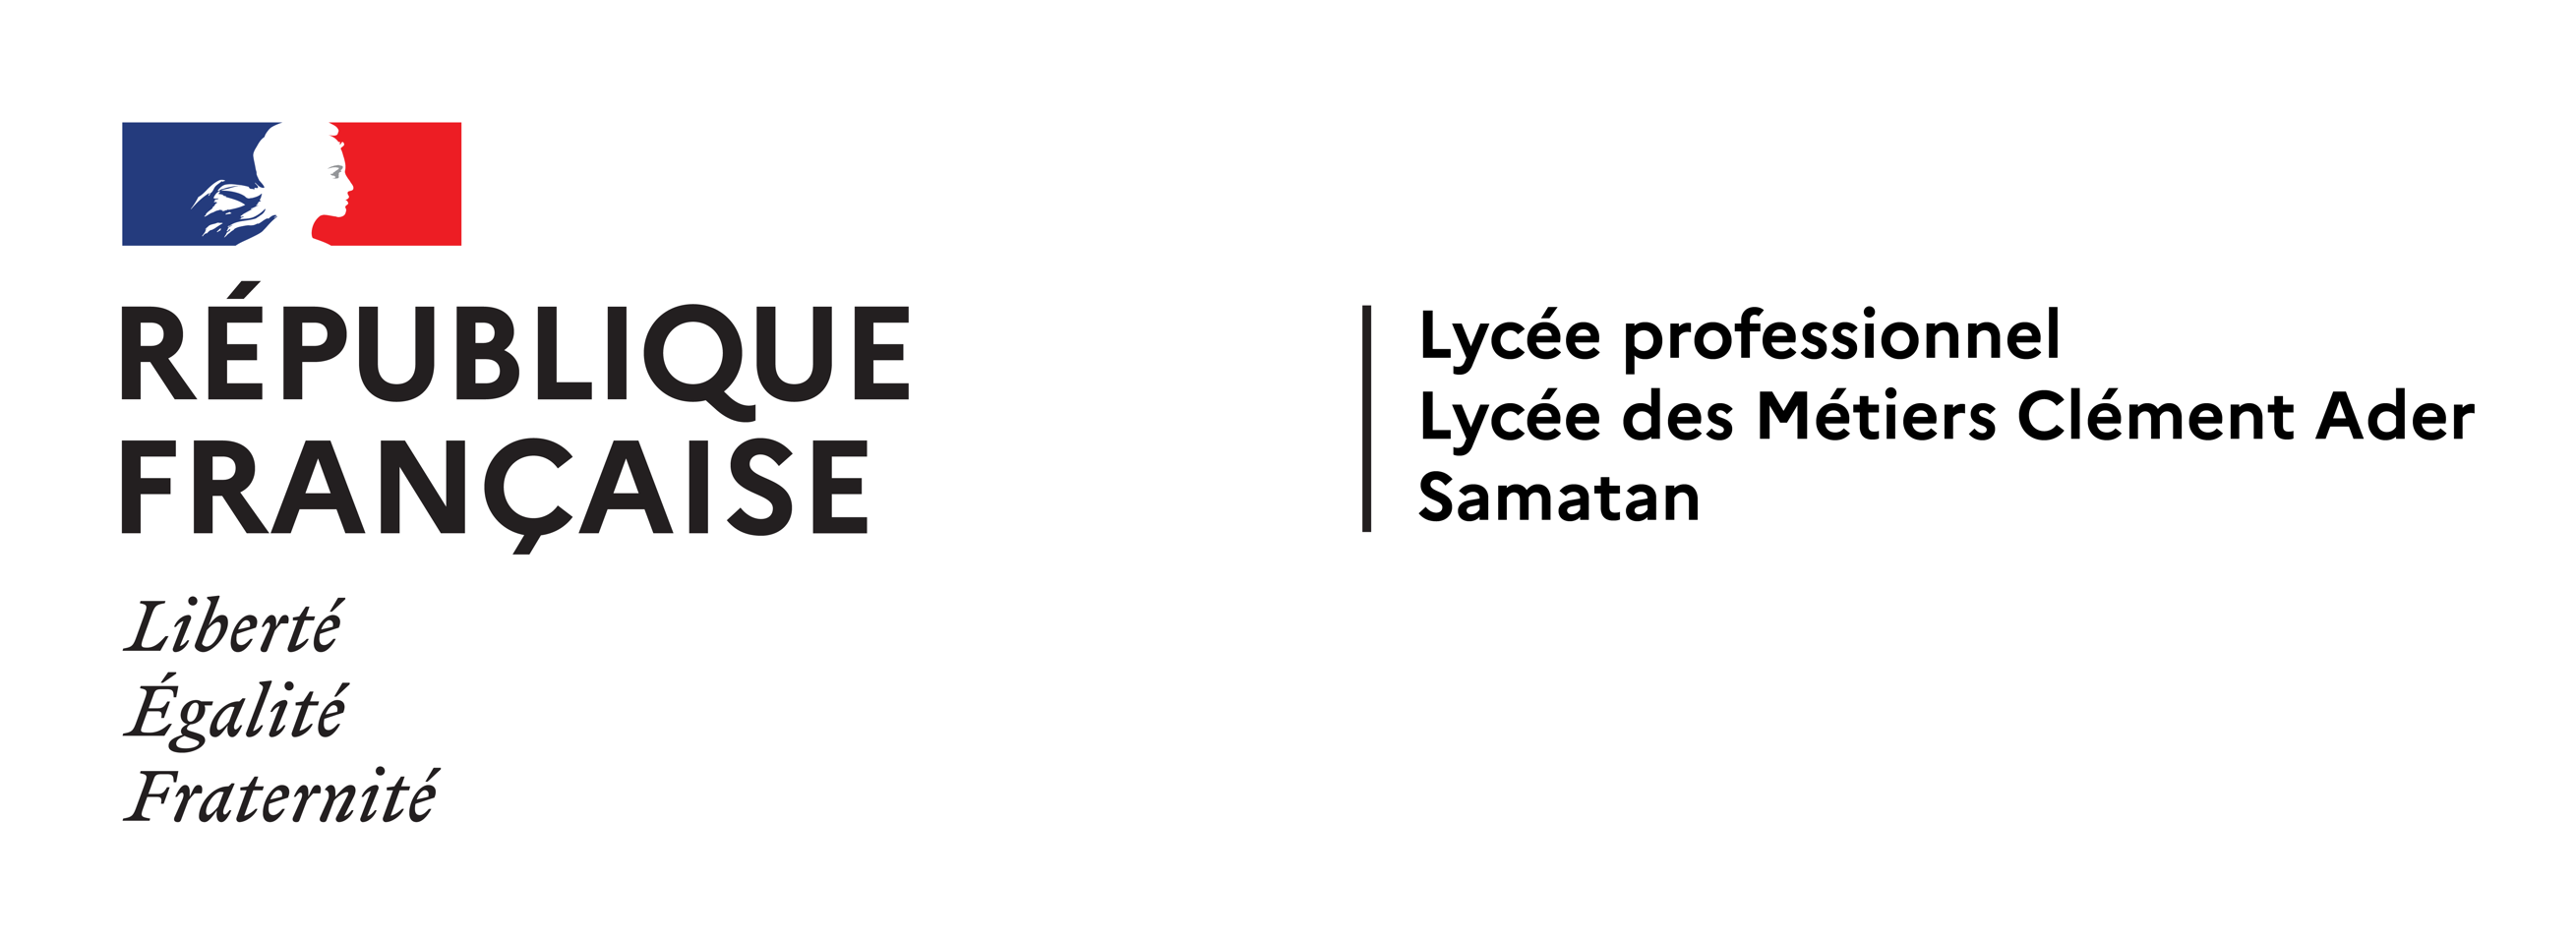 RÉPUBLIQUE
FRANÇAISE
Liberté
Égalité
Fraternité
Lycée professionnel
Lycée des Métiers Clément Ader
Samatan